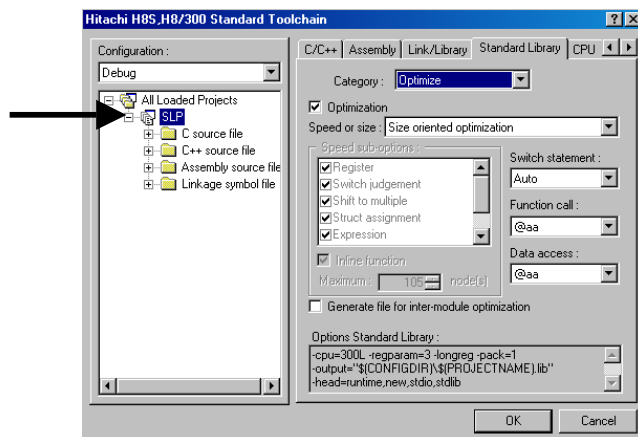 Hitachi H8S,H8/300 Standard Toolchain
Configuration :
Debug
All Loaded Projects
SLP
C source file
C++ source file
Assembly source file
Linkage symbol file
C/C++ Assembly Link/Library Standard Library CPU
Category : Optimize
Optimization
Speed or size : Size oriented optimization
Speed sub-options :
Register
Switch judgement
Shift to multiple
Struct assignment
Expression
Inline function
Maximum : 105 node(s)
Switch statement :
Auto
Function call :
@aa
Data access :
@aa
Generate file for inter-module optimization
Options Standard Library :
-cpu=300L -regparam=3 -longreg -pack=1
-output="$(CONFIGDIR)\$(PROJECTNAME).lib"
-head=runtime,new,stdio,stdlib
OK Cancel